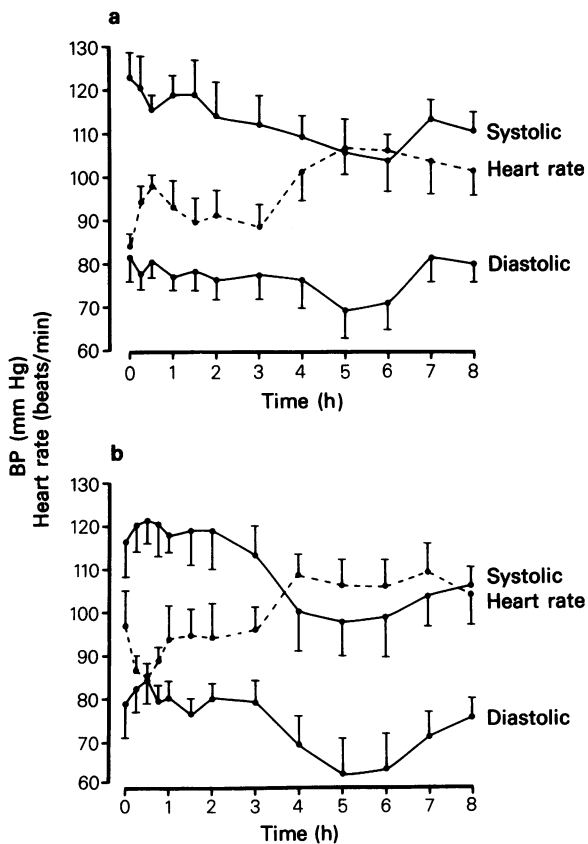 a
130
120
110
100
90
80
70
60
Systolic
Heart rate
Diastolic
0 1 2 3 4 5 6 7 8
Time (h)
BP (mm Hg)
Heart rate (beats/min)
b
130
120
110
100
90
80
70
60
Systolic
Heart rate
Diastolic
0 1 2 3 4 5 6 7 8
Time (h)